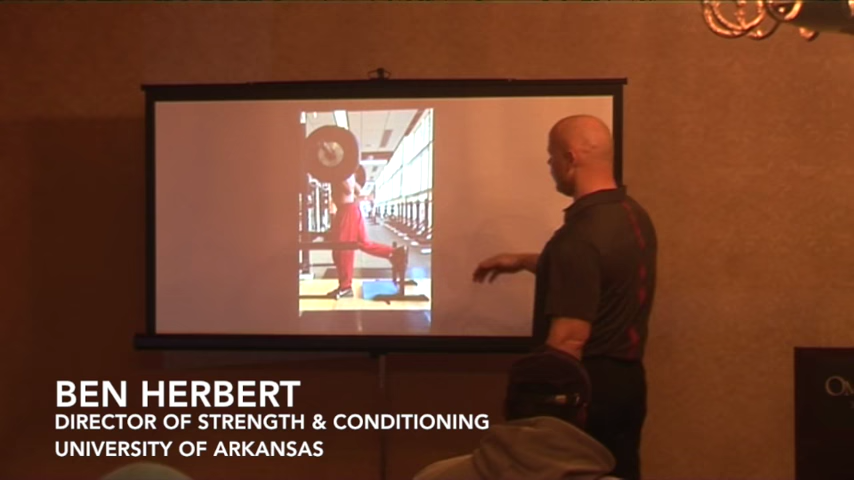 BEN HERBERT
DIRECTOR OF STRENGTH & CONDITIONING
UNIVERSITY OF ARKANSAS